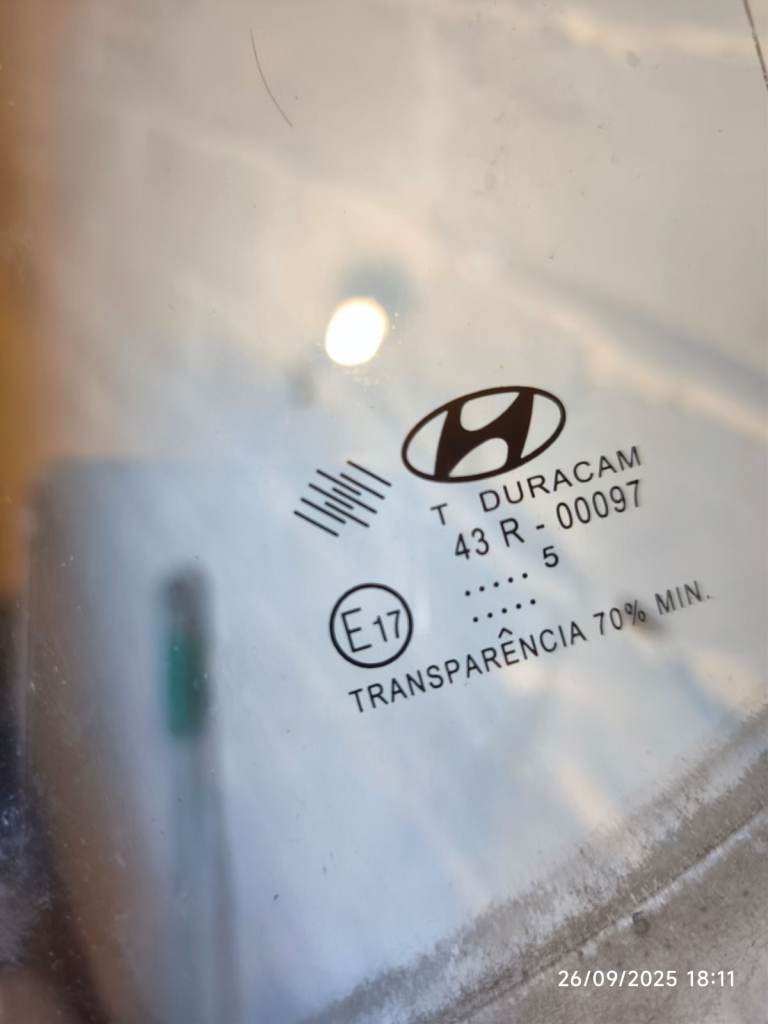 T DURACAM
43 R - 00097
..... 5
.....
E17
TRANSPARÊNCIA 70% MIN.
26/09/2025 18:11